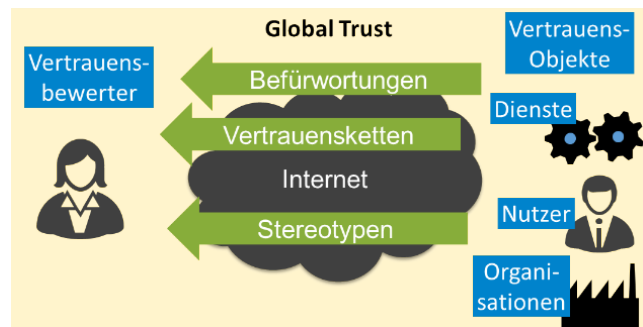 Global Trust
Vertrauens-
bewerter
Vertrauens-
Objekte
Befürwortungen
Dienste
Vertrauensketten
Internet
Nutzer
Stereotypen
Organi-
sationen